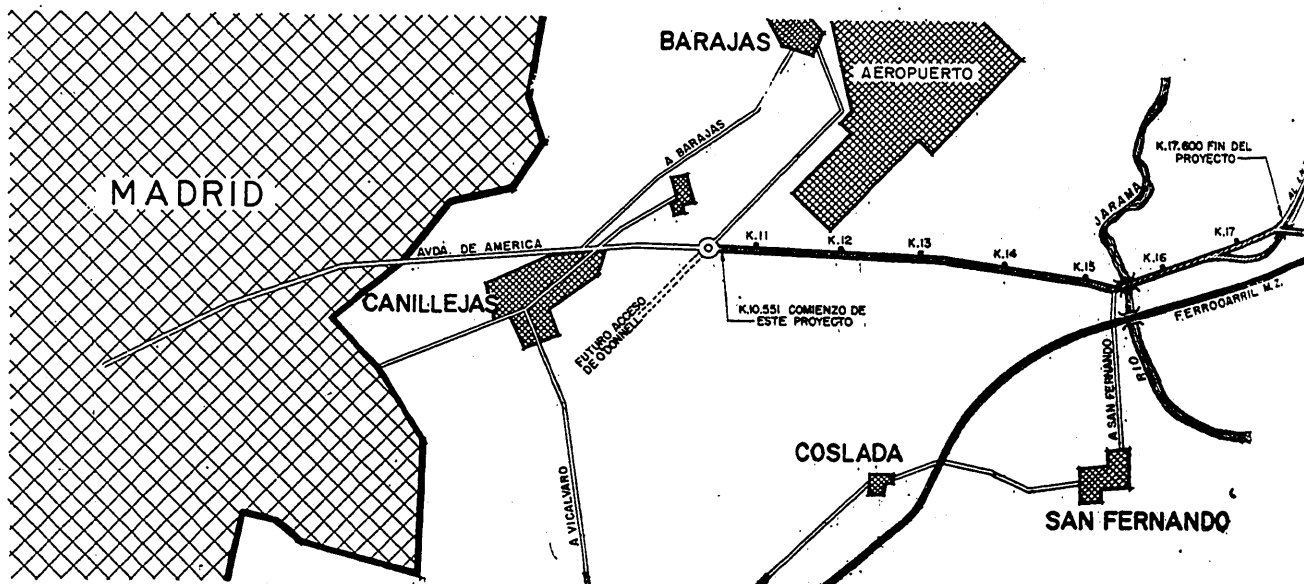 BARAJAS
AEROPUERTO
A BARAJAS
K.17.600 FIN DEL
PROYECTO
MADRID
JARAMA
AVDA. DE AMERICA
K.11
K.12
K.13
K.14
K.15
K.16
K.17
CANILLEJAS
K.10.551 COMIENZO DE
ESTE PROYECTO
FUTURO ACCESO
DE O'DONNELL
FERROCARRIL M.Z.
RIO
A SAN FERNANDO
COSLADA
A VICALVARO
SAN FERNANDO